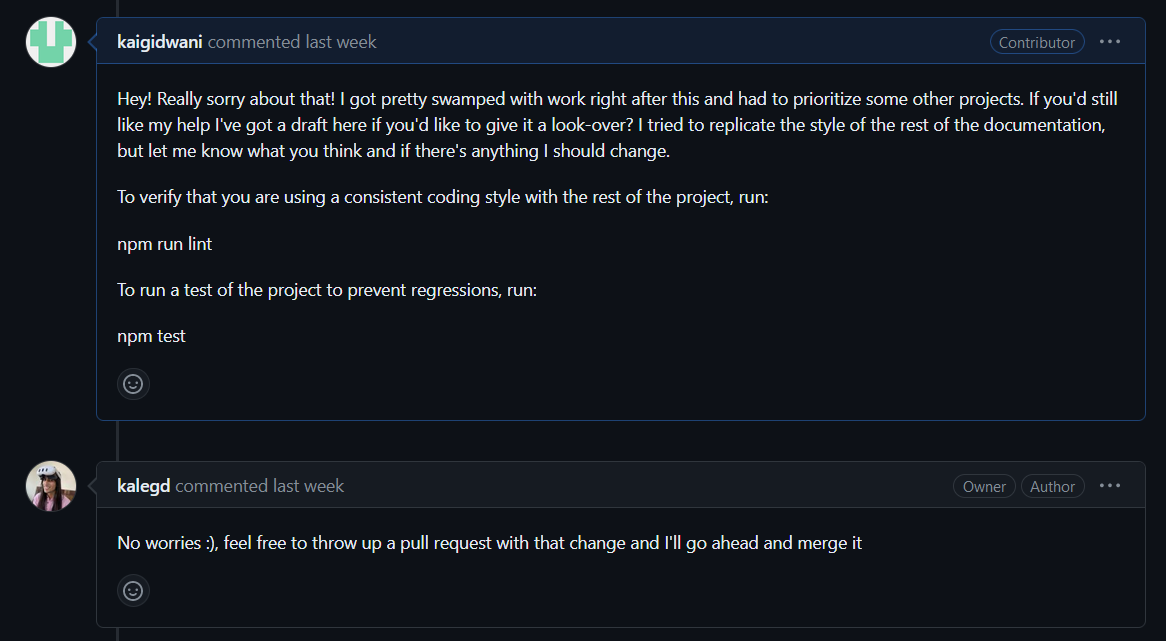 kaigidwani commented last week
Contributor
Hey! Really sorry about that! I got pretty swamped with work right after this and had to prioritize some other projects. If you'd still
like my help I've got a draft here if you'd like to give it a look-over? I tried to replicate the style of the rest of the documentation,
but let me know what you think and if there's anything I should change.
To verify that you are using a consistent coding style with the rest of the project, run:
npm run lint
To run a test of the project to prevent regressions, run:
npm test
kalegd commented last week
Owner
Author
No worries :), feel free to throw up a pull request with that change and I'll go ahead and merge it